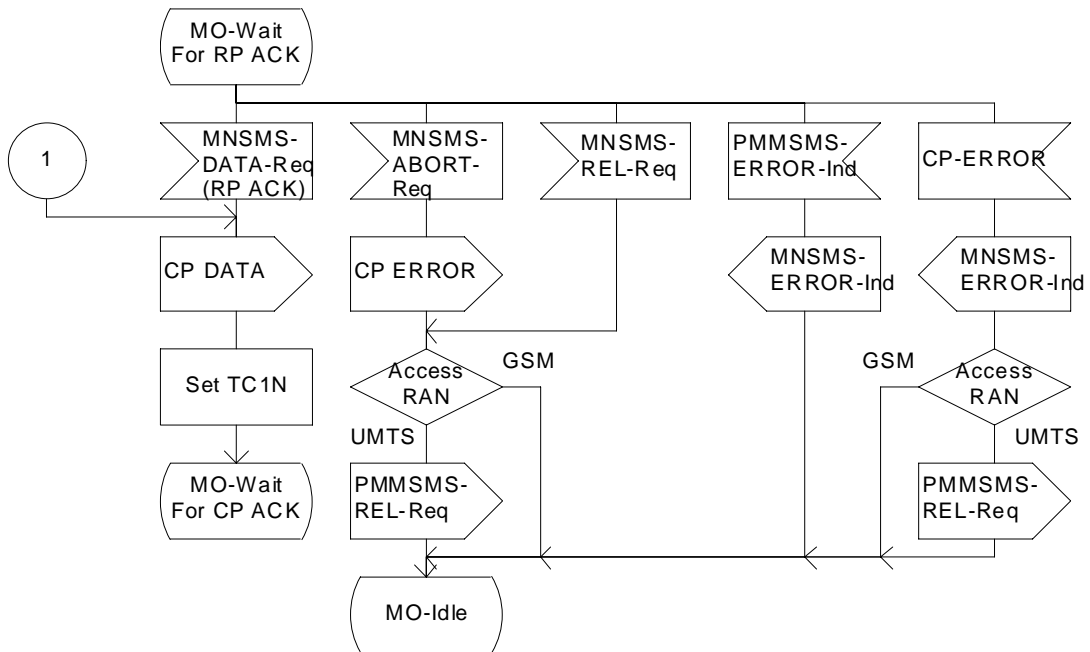 MO-Wait
For RP ACK
1
MNSMS-
DATA-Req
(RP ACK)
MNSMS-
ABORT-
Req
MNSMS-
REL-Req
PMMSMS-
ERROR-Ind
CP-ERROR
CP DATA
CP ERROR
MNSMS-
ERROR-Ind
MNSMS-
ERROR-Ind
Set TC1N
Access
RAN
GSM
UMTS
GSM
Access
RAN
UMTS
MO-Wait
For CP ACK
PMMSMS-
REL-Req
PMMSMS-
REL-Req
MO-Idle